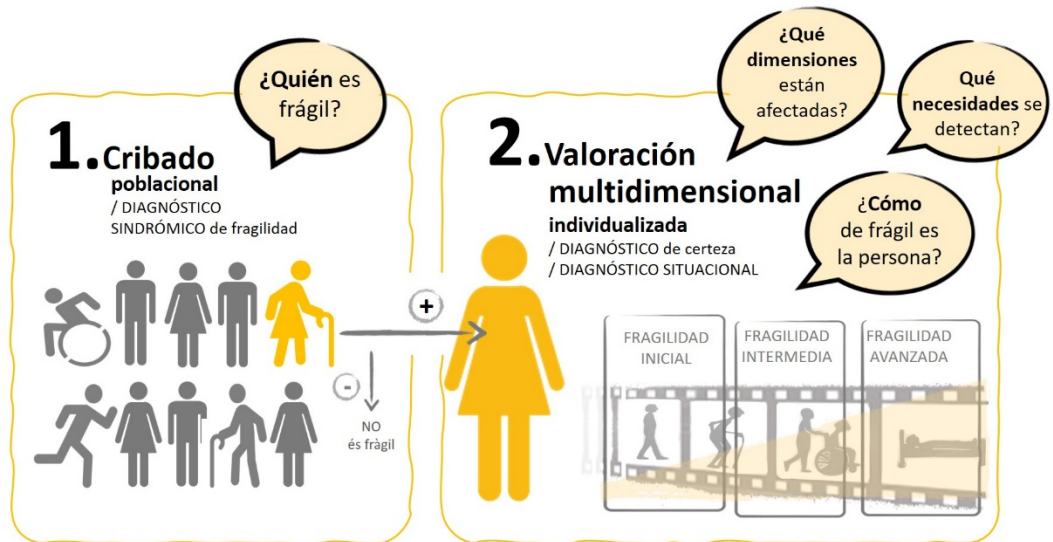 ¿Quién es
frágil?
1.Cribado
poblacional
/ DIAGNÓSTICO
SINDRÓMICO de fragilidad
+
-
NO
és fràgil
¿Qué
dimensiones
están
afectadas?
Qué
necesidades se
detectan?
2.Valoración
multidimensional
individualizada
/ DIAGNÓSTICO de certeza
/ DIAGNÓSTICO SITUACIONAL
¿Cómo
de frágil es
la persona?
FRAGILIDAD
INICIAL
FRAGILIDAD
INTERMEDIA
FRAGILIDAD
AVANZADA